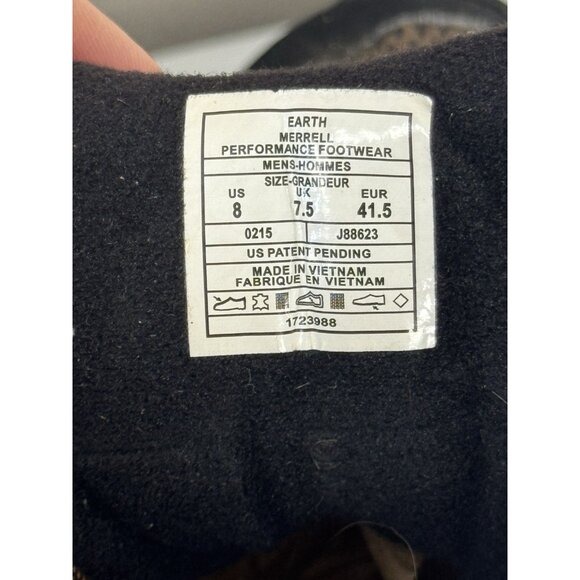 EARTH
MERRELL
PERFORMANCE FOOTWEAR
MENS-HOMMES
SIZE-GRANDEUR
US UK EUR
8 7.5 41.5
0215 J88623
US PATENT PENDING
MADE IN VIETNAM
FABRIQUE EN VIETNAM
1723988